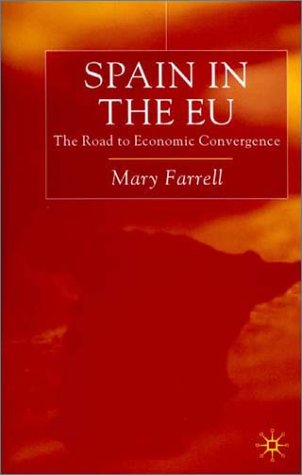 SPAIN IN
THE EU
The Road to Economic Convergence
Mary Farrell